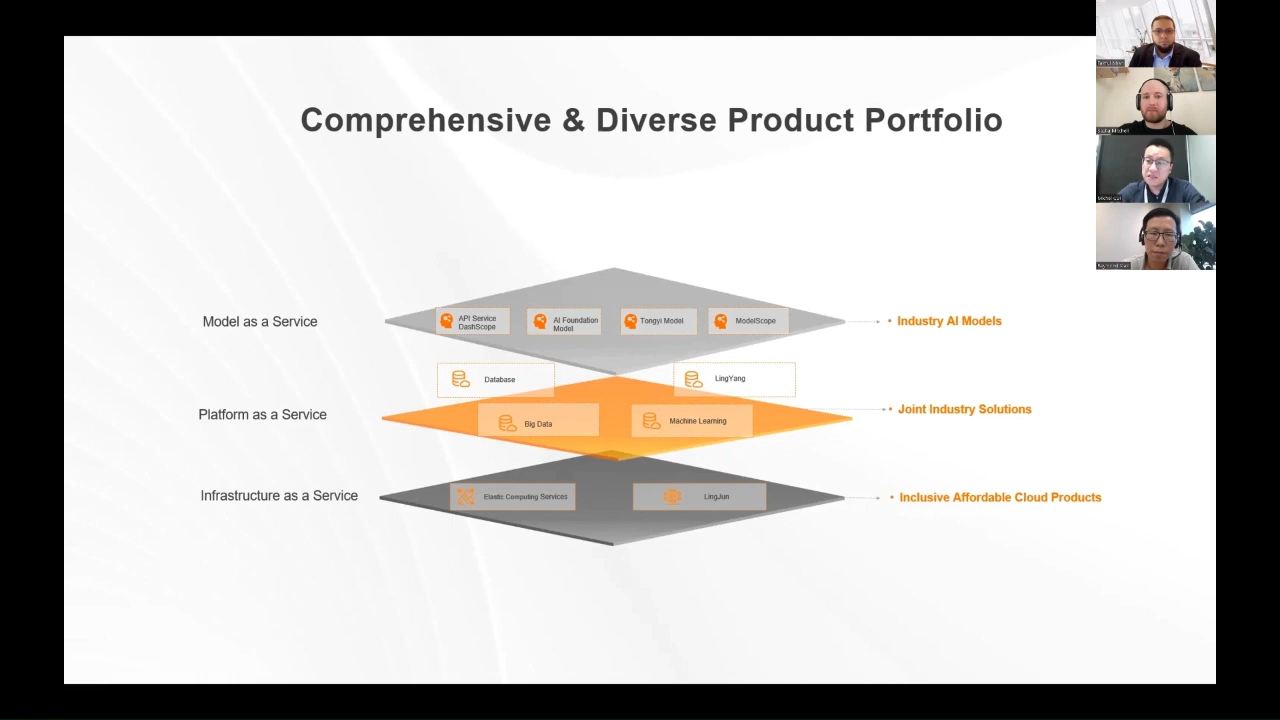 Comprehensive & Diverse Product Portfolio
Model as a Service
API Service
DashScope
AI Foundation
Model
Tongyi Model
ModelScope
• Industry AI Models
Database
LingYang
Platform as a Service
Big Data
Machine Learning
• Joint Industry Solutions
Infrastructure as a Service
Elastic Computing Services
LingJun
• Inclusive Affordable Cloud Products
Mitchell